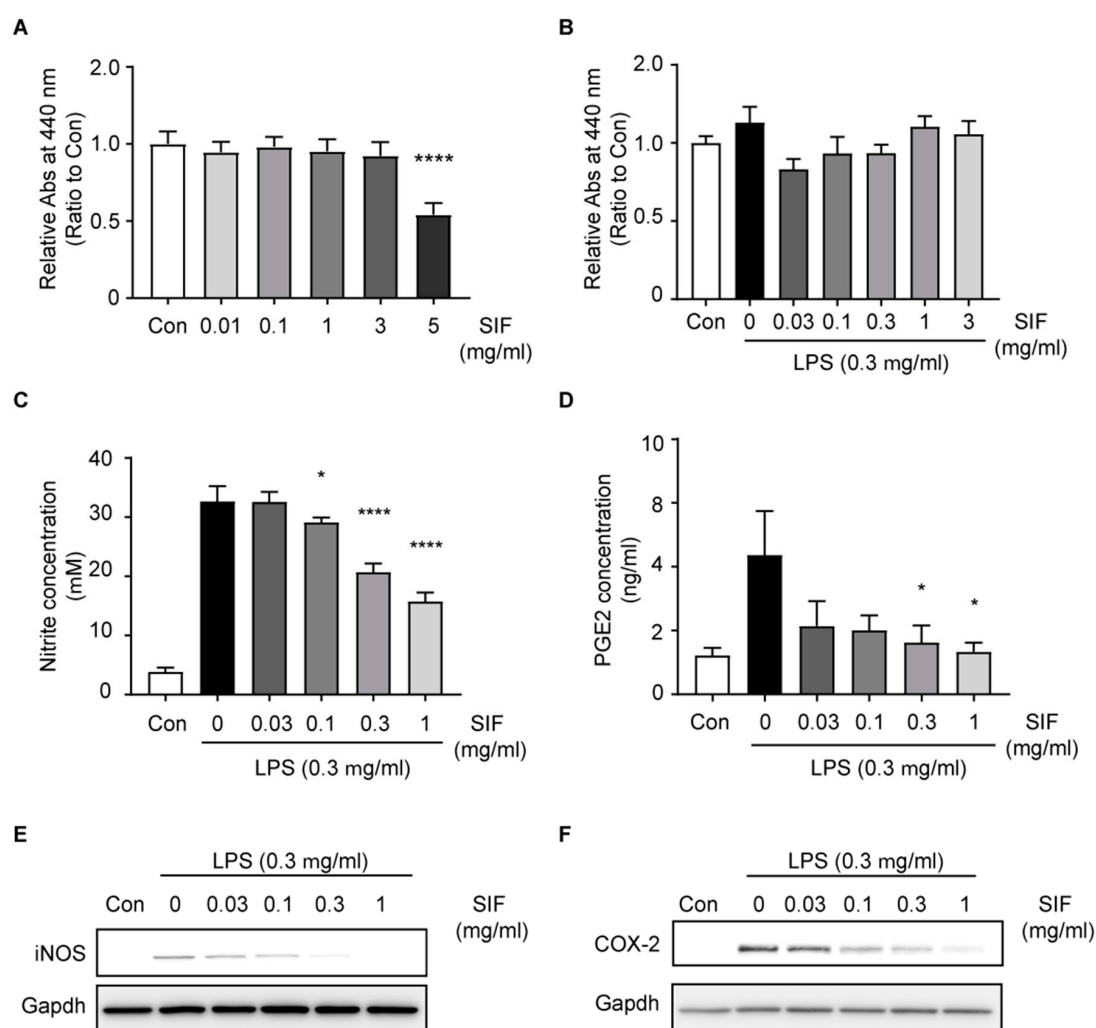 A
Relative Abs at 440 nm
(Ratio to Con)
2.0
1.0
0.5
0
****
Con 0.01 0.1 1 3 5 SIF
(mg/ml)
B
Relative Abs at 440 nm
(Ratio to Con)
2.0
1.0
0.5
0
Con 0 0.03 0.1 0.3 1 3 SIF
(mg/ml)
LPS (0.3 mg/ml)
C
Nitrite concentration
(mM)
40
30
20
10
0
* **** ****
Con 0 0.03 0.1 0.3 1 SIF
(mg/ml)
LPS (0.3 mg/ml)
D
PGE2 concentration
(ng/ml)
10
8
4
2
0
* *
Con 0 0.03 0.1 0.3 1 SIF
(mg/ml)
LPS (0.3 mg/ml)
E
LPS (0.3 mg/ml)
Con 0 0.03 0.1 0.3 1 SIF
(mg/ml)
iNOS
Gapdh
F
LPS (0.3 mg/ml)
Con 0 0.03 0.1 0.3 1 SIF
(mg/ml)
COX-2
Gapdh